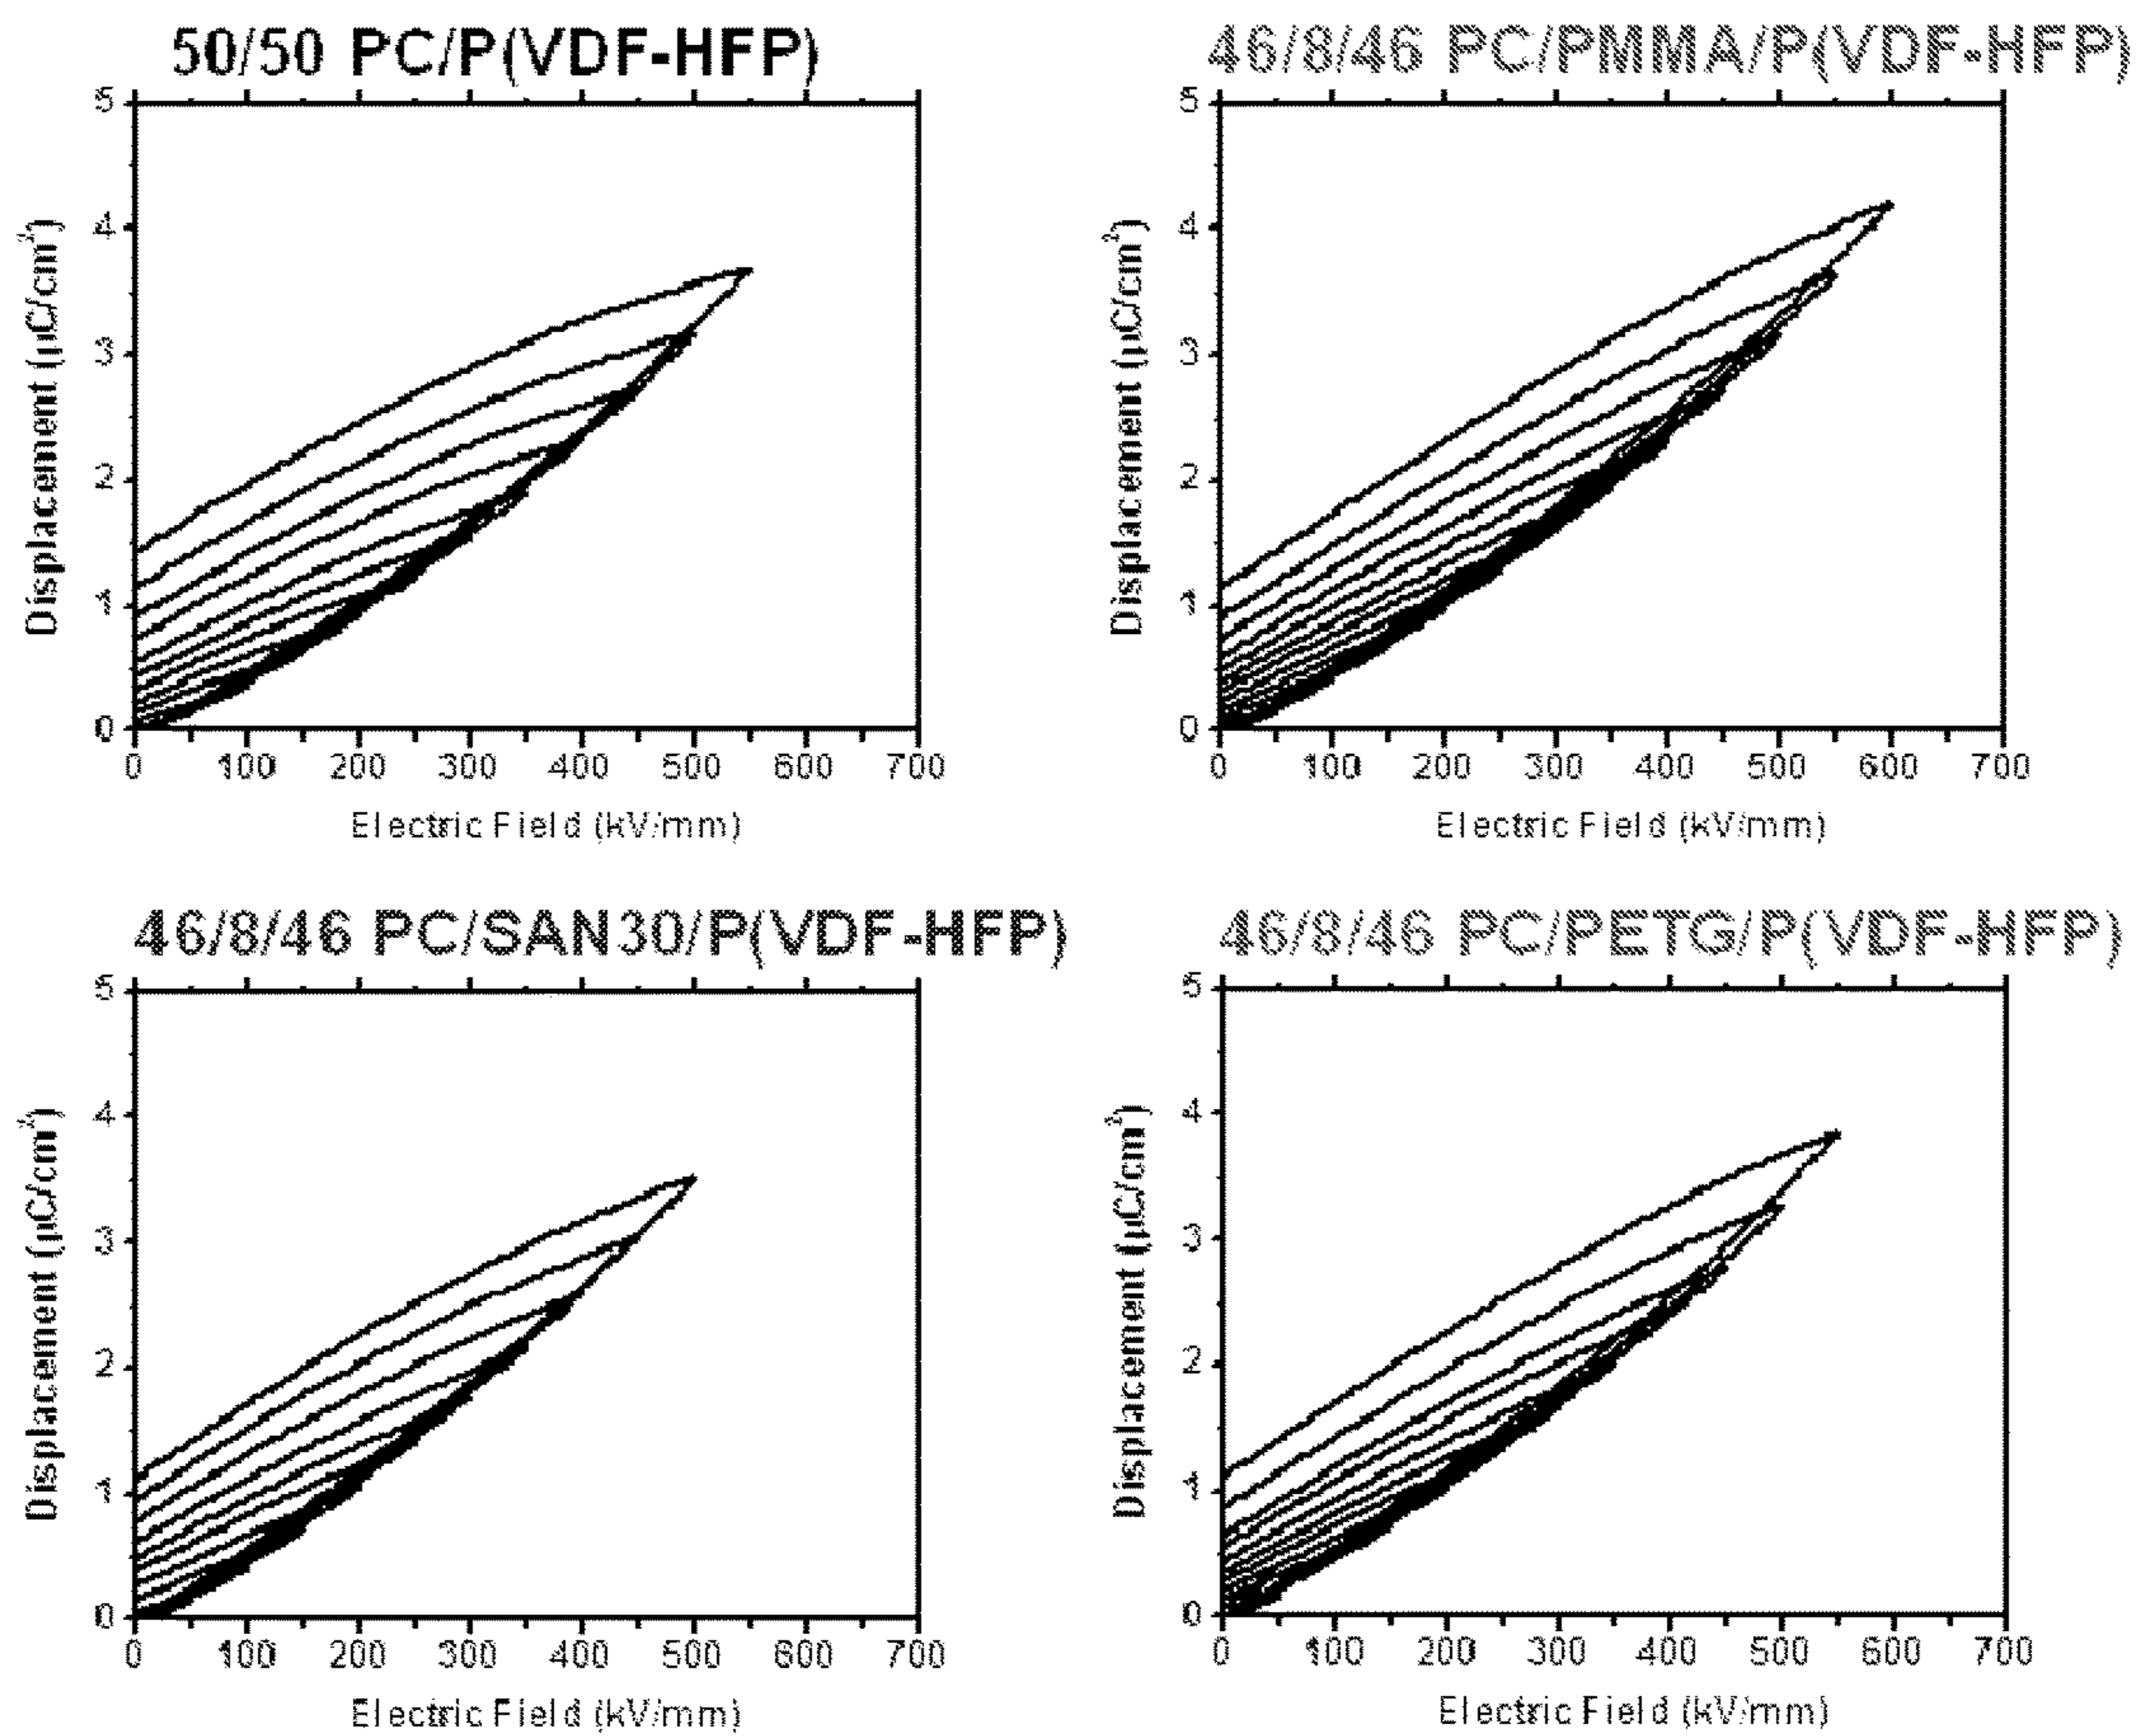 50/50 PC/P(VDF-HFP)
5
4
3
2
1
0
0 100 200 300 400 500 600 700
Displacement (µC/cm²)
Electric Field (kV/mm)
46/8/46 PC/PMMA/P(VDF-HFP)
5
4
3
2
1
0
0 100 200 300 400 500 600 700
Displacement (µC/cm²)
Electric Field (kV/mm)
46/8/46 PC/SAN30/P(VDF-HFP)
5
4
3
2
1
0
0 100 200 300 400 500 600 700
Displacement (µC/cm²)
Electric Field (kV/mm)
46/8/46 PC/PETG/P(VDF-HFP)
5
4
3
2
1
0
0 100 200 300 400 500 600 700
Displacement (µC/cm²)
Electric Field (kV/mm)